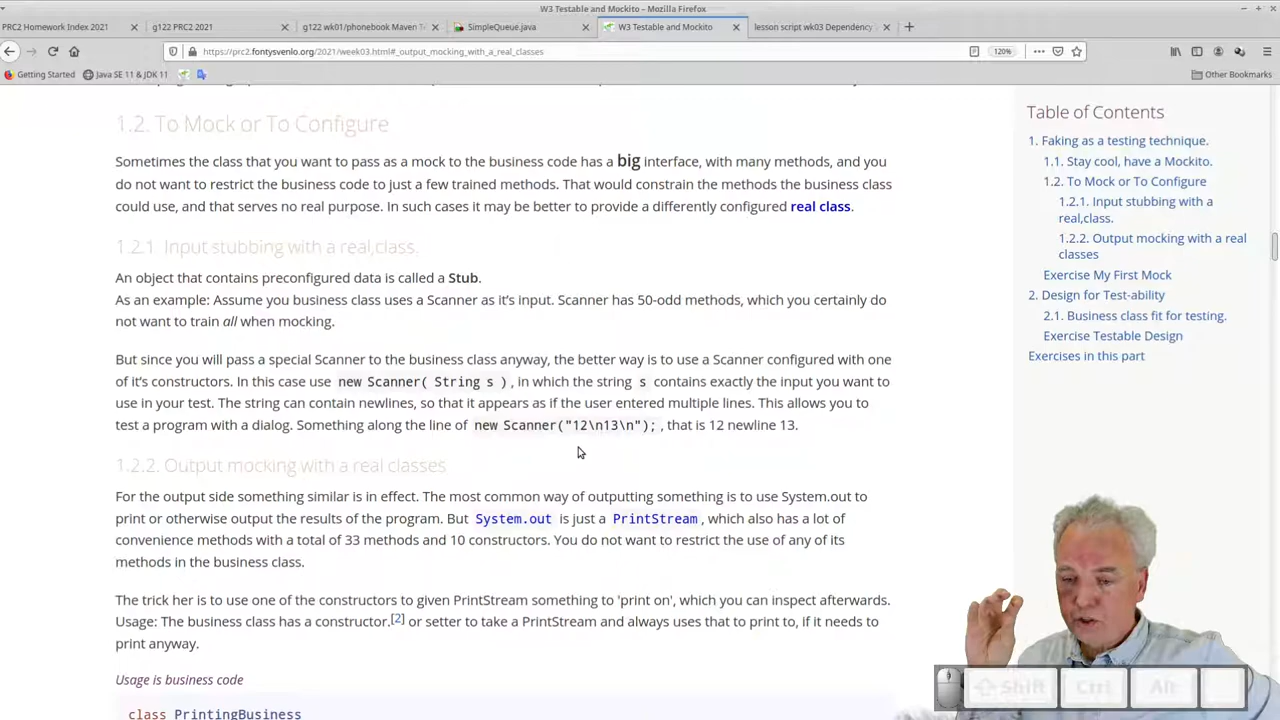 W3 Testable and Mockito - Mozilla Firefox
PRC2 Homework Index 2021
g122 PRC2 2021
g122 wk01/phonebook Maven T
SimpleQueue.java
W3 Testable and Mockito
lesson script wk03 Dependency
https://prc2.fontysvenlo.org/2021/week03.html#_output_mocking_with_a_real_classes
120%
Getting Started
Java SE 11 & JDK 11
Other Bookmarks
1.2. To Mock or To Configure
Sometimes the class that you want to pass as a mock to the business code has a big interface, with many methods, and you
do not want to restrict the business code to just a few trained methods. That would constrain the methods the business class
could use, and that serves no real purpose. In such cases it may be better to provide a differently configured real class.
1.2.1 Input stubbing with a real,class.
An object that contains preconfigured data is called a Stub.
As an example: Assume you business class uses a Scanner as it's input. Scanner has 50-odd methods, which you certainly do
not want to train all when mocking.
But since you will pass a special Scanner to the business class anyway, the better way is to use a Scanner configured with one
of it's constructors. In this case use new Scanner( String s ) , in which the string s contains exactly the input you want to
use in your test. The string can contain newlines, so that it appears as if the user entered multiple lines. This allows you to
test a program with a dialog. Something along the line of new Scanner("12\n13\n"); , that is 12 newline 13.
1.2.2. Output mocking with a real classes
For the output side something similar is in effect. The most common way of outputting something is to use System.out to
print or otherwise output the results of the program. But System.out is just a PrintStream , which also has a lot of
convenience methods with a total of 33 methods and 10 constructors. You do not want to restrict the use of any of its
methods in the business class.
The trick her is to use one of the constructors to given PrintStream something to 'print on', which you can inspect afterwards.
Usage: The business class has a constructor.[2] or setter to take a PrintStream and always uses that to print to, if it needs to
print anyway.
Usage is business code
class PrintingBusiness
Table of Contents
1. Faking as a testing technique.
1.1. Stay cool, have a Mockito.
1.2. To Mock or To Configure
1.2.1. Input stubbing with a
real,class.
1.2.2. Output mocking with a real
classes
Exercise My First Mock
2. Design for Test-ability
2.1. Business class fit for testing.
Exercise Testable Design
Exercises in this part
Shift
Ctrl
Alt